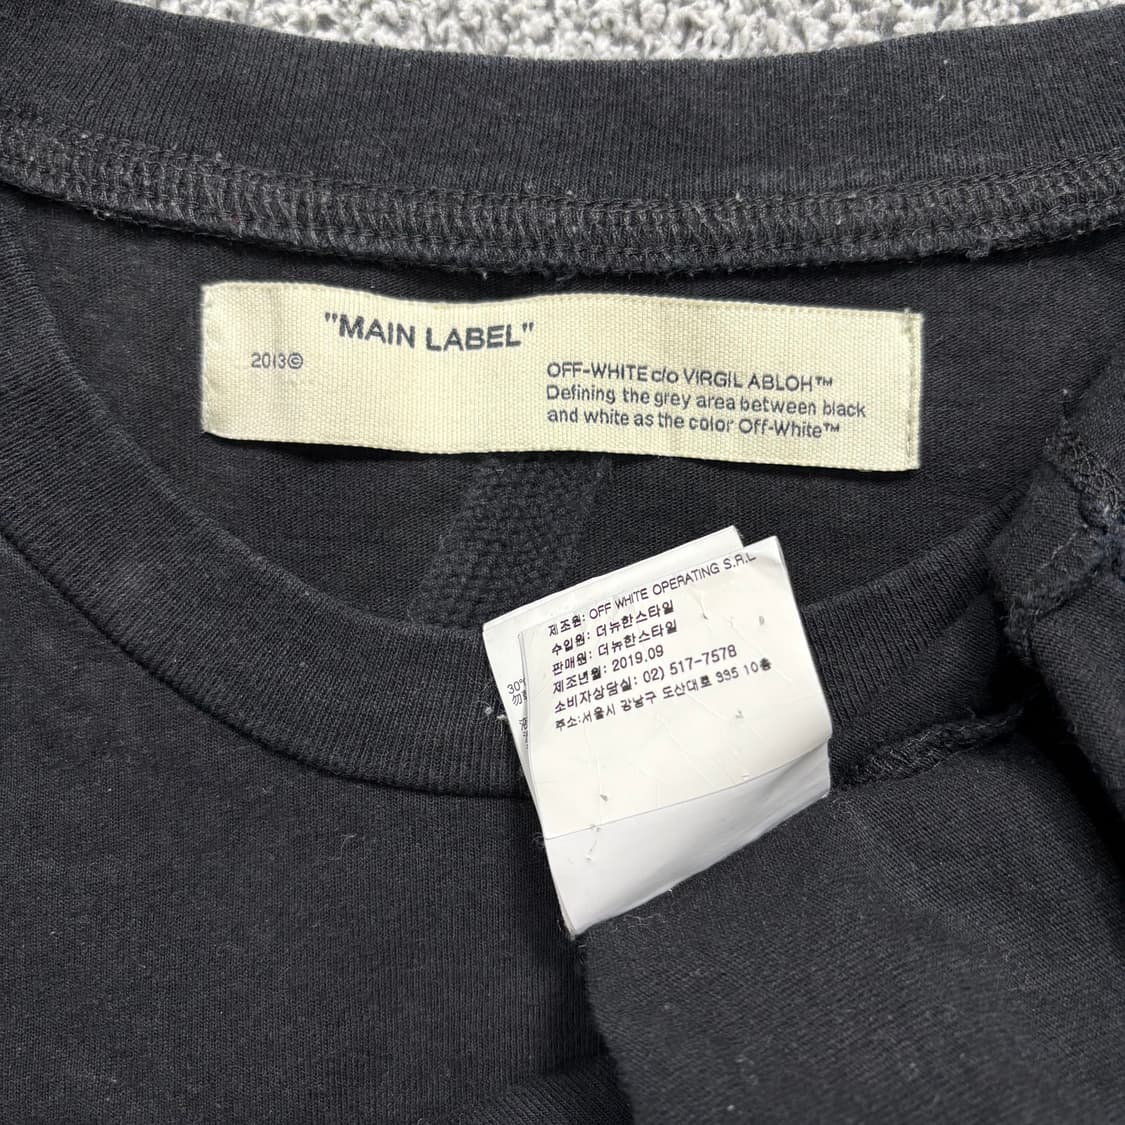 "MAIN LABEL"
2013©
OFF-WHITE c/o VIRGIL ABLOH™
Defining the grey area between black
and white as the color Off-White™
제조원: OFF WHITE OPERATING S.R.L
수입원: 더뉴한스타일
판매원: 더뉴한스타일
제조년월: 2019.09
소비자상담실: 02) 517-7578
주소:서울시 강남구 도산대로 335 10층
30%